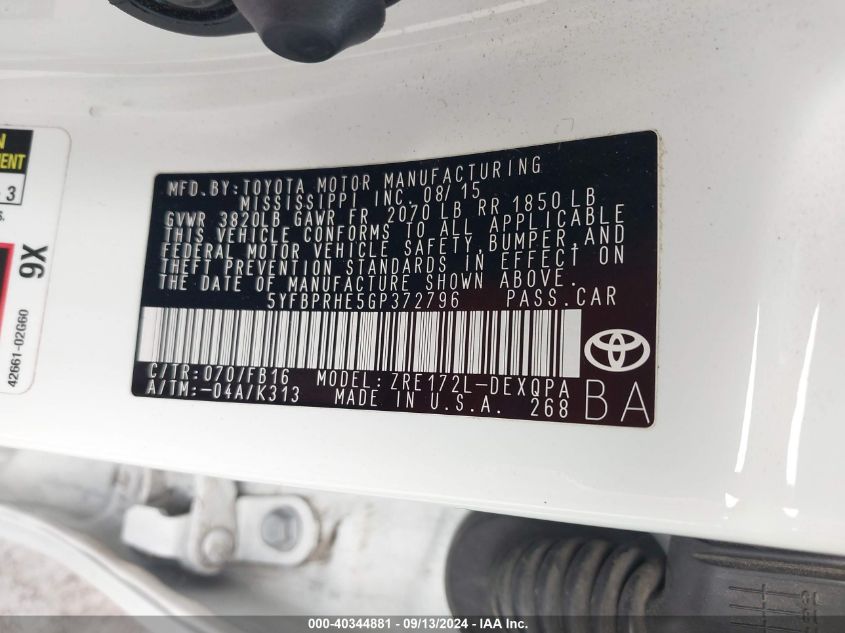 N
MENT
3
S.
9X
42661-02G60
MFD.BY:TOYOTA MOTOR MANUFACTURING
MISSISSIPPI INC. 08/15
GVWR 3820LB GAWR FR 2070 LB RR 1850 LB
THIS VEHICLE CONFORMS TO ALL APPLICABLE
FEDERAL MOTOR VEHICLE SAFETY,BUMPER,AND
THEFT PREVENTION STANDARDS IN EFFECT ON
THE DATE OF MANUFACTURE SHOWN ABOVE.
5YFBPRHE5GP372796 PASS.CAR
C/TR:070/FB16 MODEL:ZRE172L-DEXQPA
A/TM:-04A/K313 MADE IN U.S.A. 268
BA
000-40344881 - 09/13/2024 - IAA Inc.